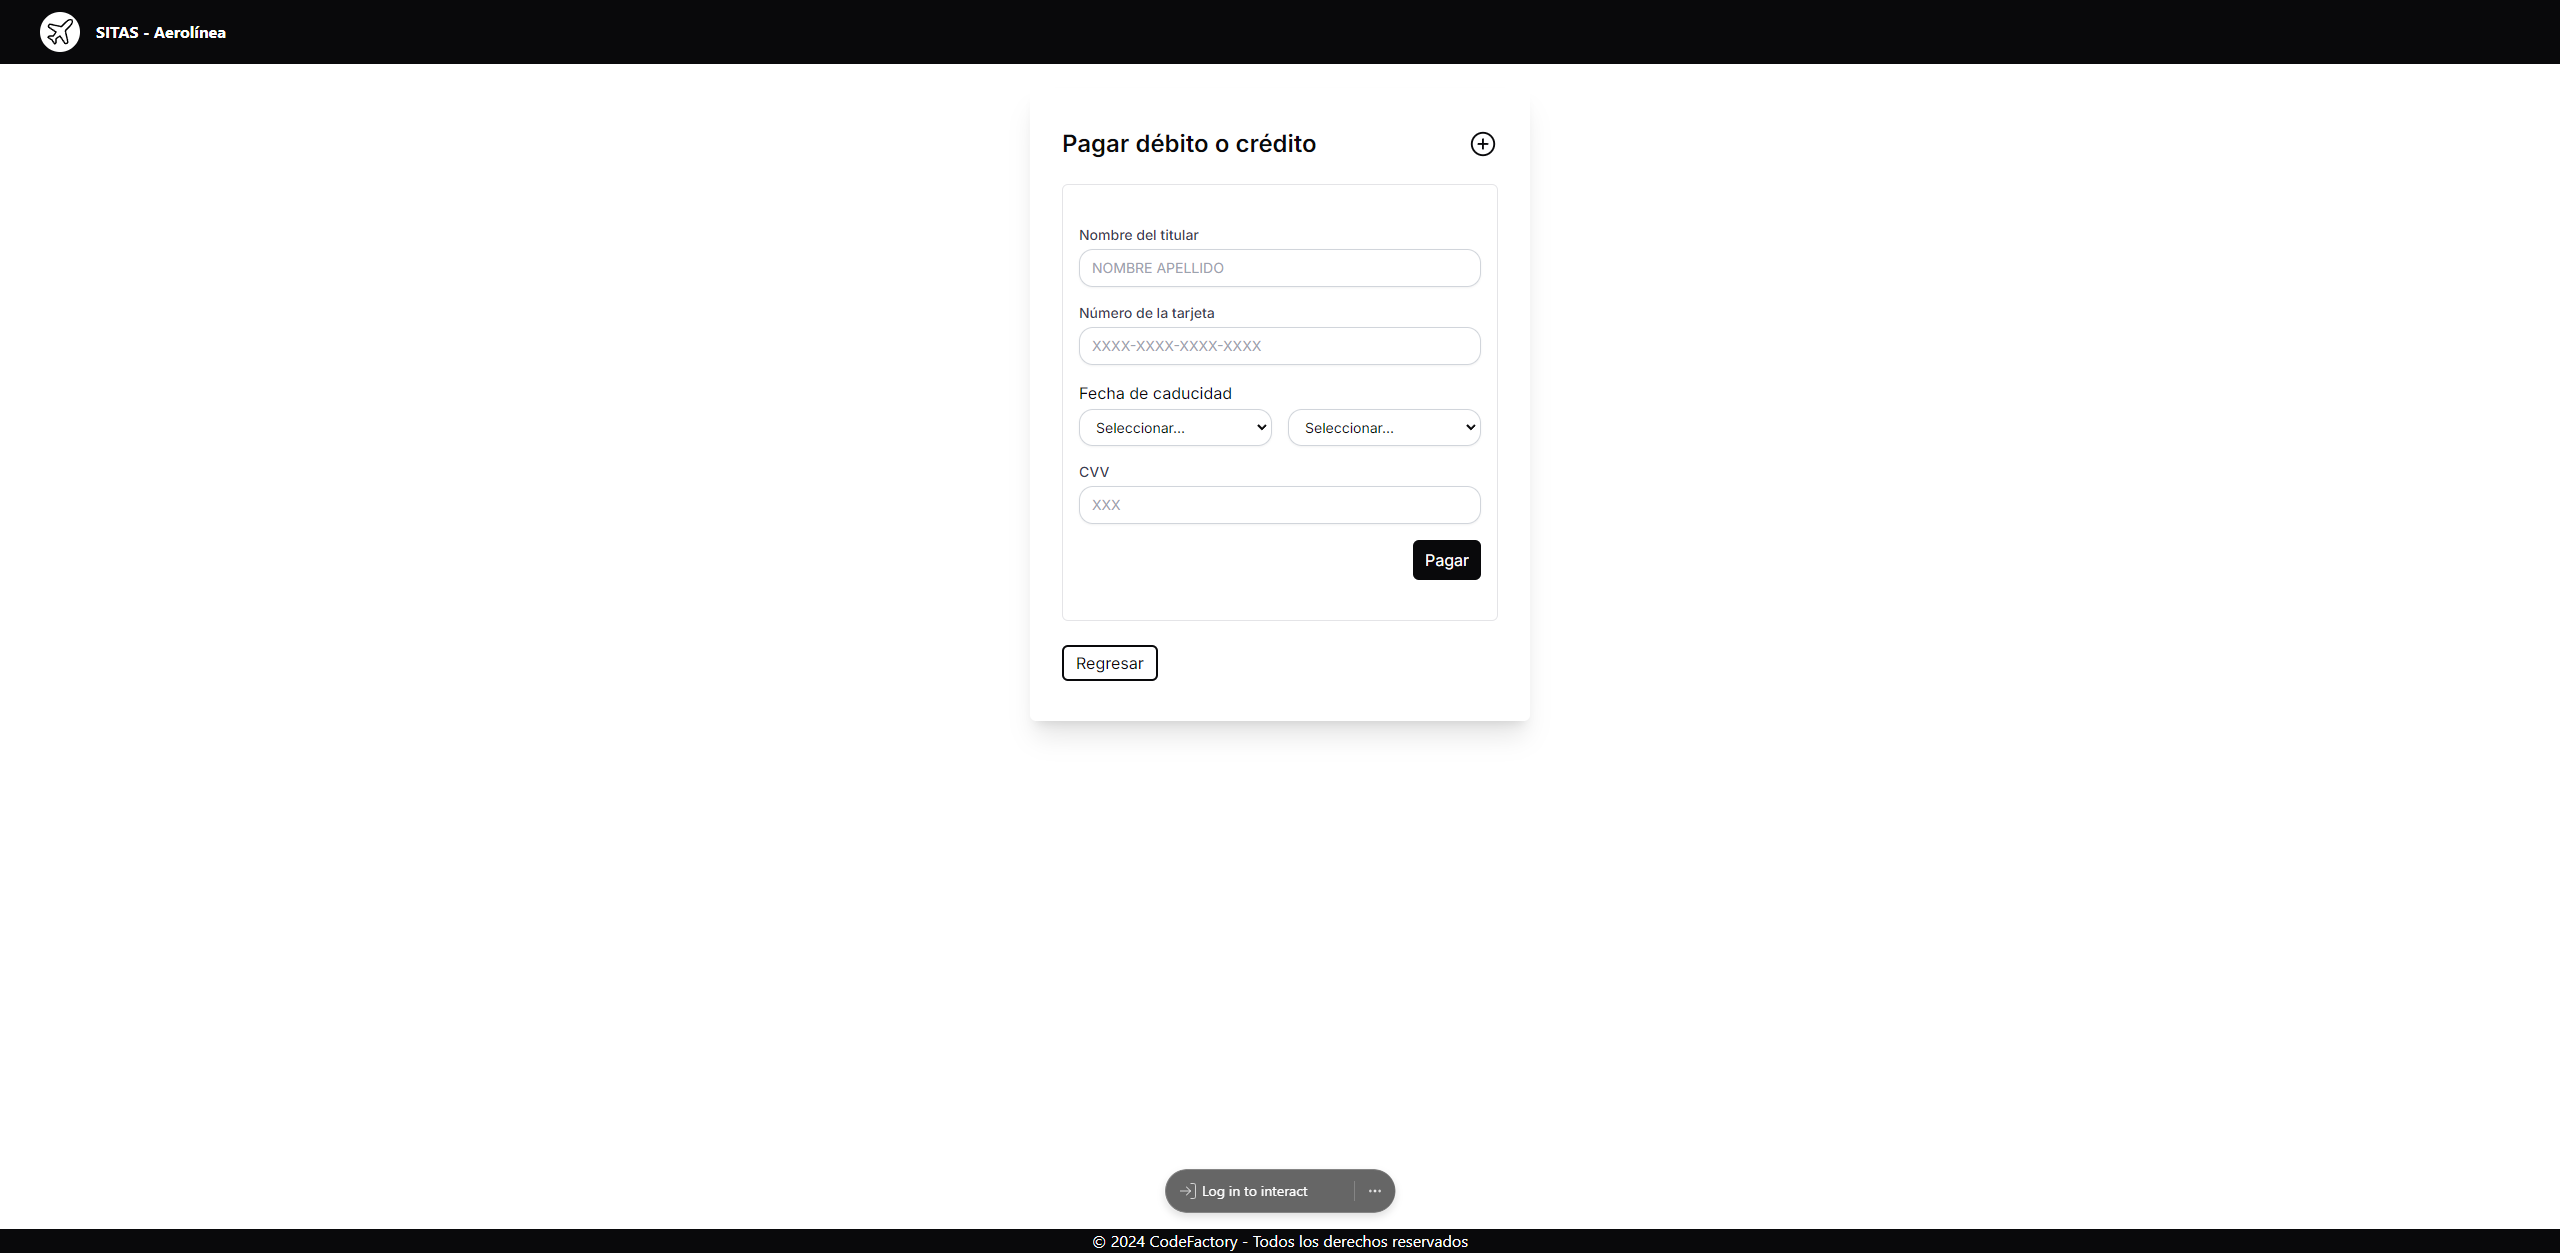 SITAS - Aerolínea
Pagar débito o crédito
Nombre del titular
NOMBRE APELLIDO
Número de la tarjeta
XXXX-XXXX-XXXX-XXXX
Fecha de caducidad
Seleccionar... Seleccionar...
CVV
XXX
Pagar
Regresar
Log in to interact
© 2024 CodeFactory - Todos los derechos reservados